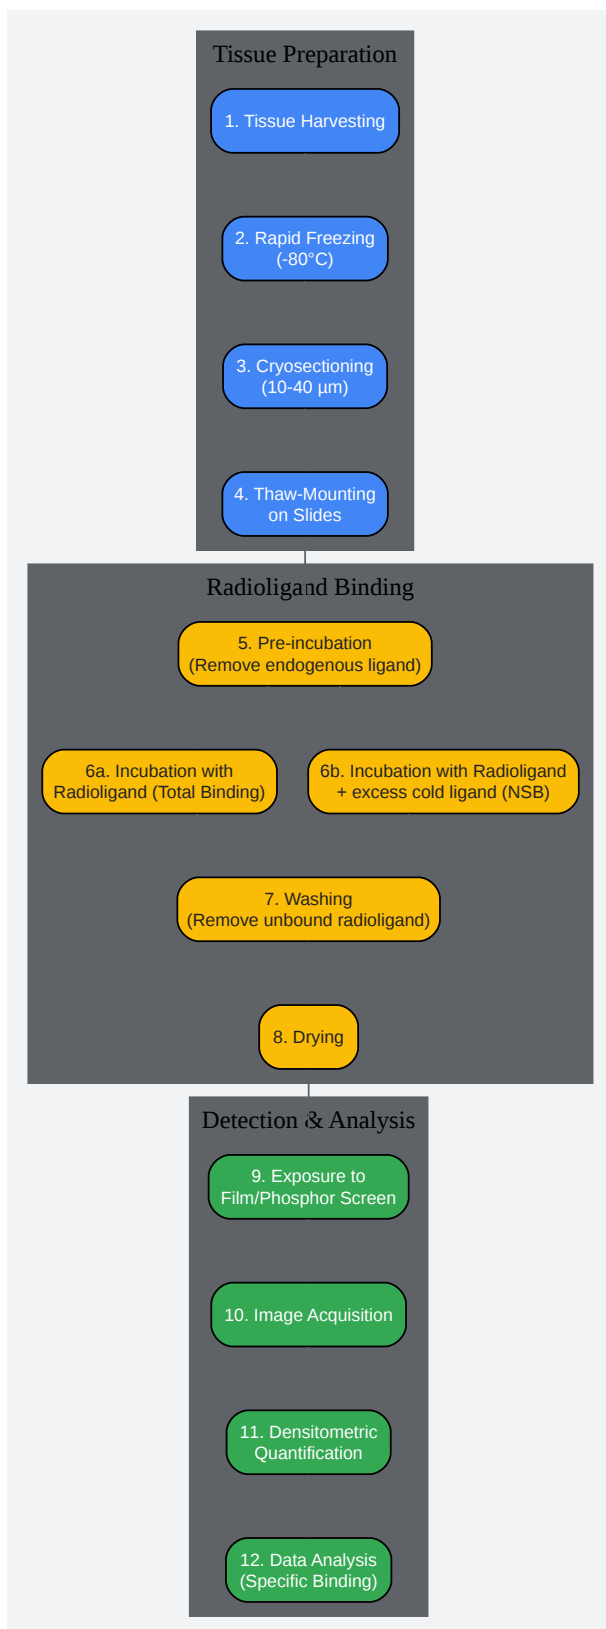 Tissue Preparation
1. Tissue Harvesting
2. Rapid Freezing
(-80°C)
3. Cryosectioning
(10-40 µm)
4. Thaw-Mounting
on Slides
Radioligand Binding
5. Pre-incubation
(Remove endogenous ligand)
6a. Incubation with
Radioligand (Total Binding)
6b. Incubation with Radioligand
+ excess cold ligand (NSB)
7. Washing
(Remove unbound radioligand)
8. Drying
Detection & Analysis
9. Exposure to
Film/Phosphor Screen
10. Image Acquisition
11. Densitometric
Quantification
12. Data Analysis
(Specific Binding)